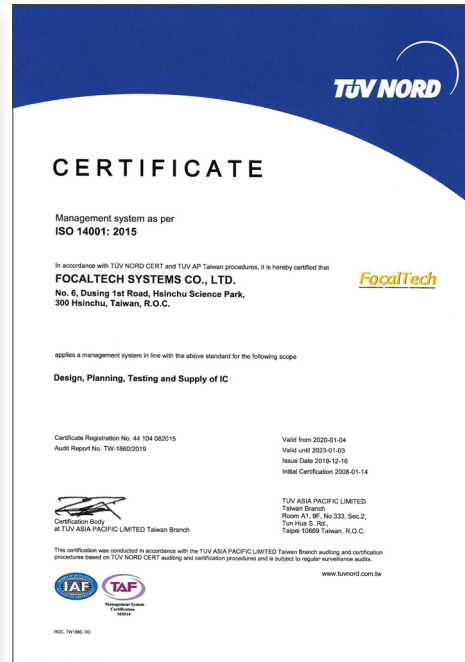 TÜV NORD
CERTIFICATE
Management system as per
ISO 14001: 2015
In accordance with TÜV NORD CERT and TUV AP Taiwan procedures, it is hereby certified that
FOCALTECH SYSTEMS CO., LTD.
No. 6, Dusing 1st Road, Hsinchu Science Park,
300 Hsinchu, Taiwan, R.O.C.
FocalTech
applies a management system in line with the above standard for the following scope
Design, Planning, Testing and Supply of IC
Certificate Registration No. 44 104 082015
Audit Report No. TW-1860/2019
Valid from 2020-01-04
Valid until 2023-01-03
Issue Date 2019-12-16
Initial Certification 2008-01-14
Certification Body
at TUV ASIA PACIFIC LIMITED Taiwan Branch
TUV ASIA PACIFIC LIMITED
Taiwan Branch
Room A1, 9F, No.333, Sec.2,
Tun Hua S. Rd.,
Taipei 10669 Taiwan, R.O.C.
This certification was conducted in accordance with the TUV ASIA PACIFIC LIMITED Taiwan Branch auditing and certification
procedures based on TÜV NORD CERT auditing and certification procedures and is subject to regular surveillance audits.
www.tuvnord.com.tw
IAF
TAF
Management System
Certification
MS016
ROC, TW1860, RC